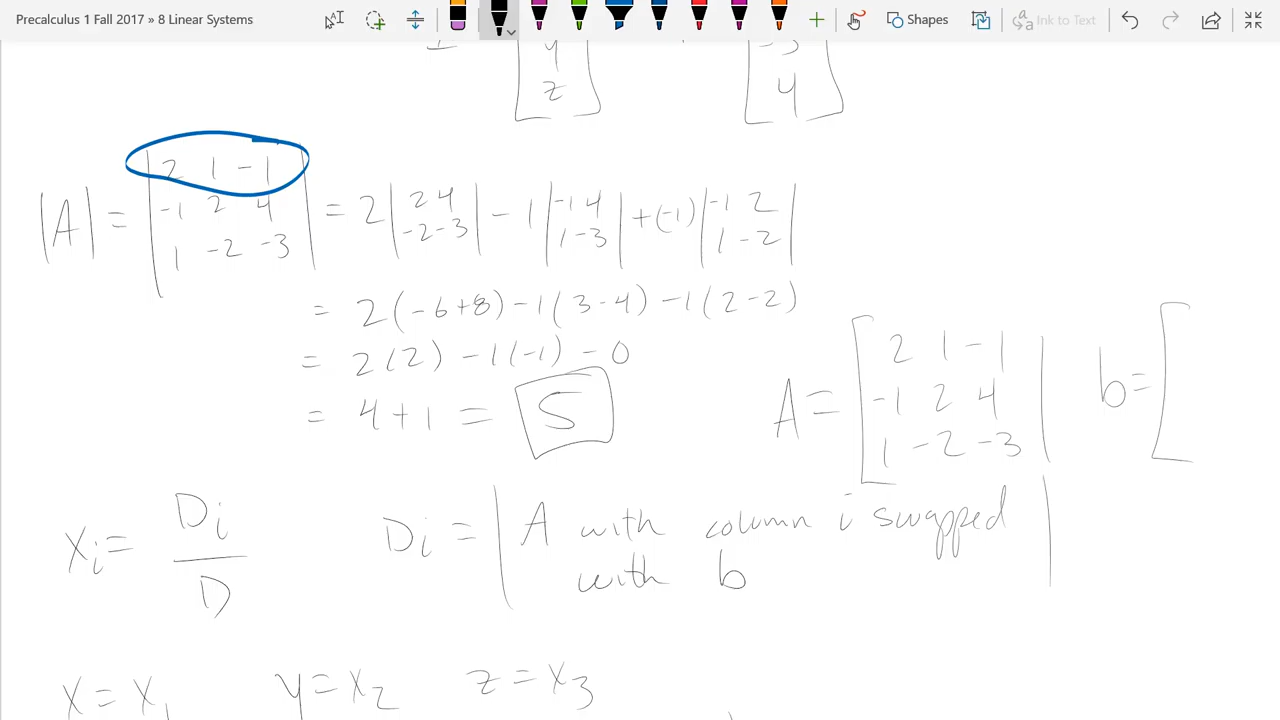 Precalculus 1 Fall 2017 » 8 Linear Systems
Shapes
Ink to Text
y
z
-3
4
|A| = | 2 1 -1 | = 2 | 2 4 | - 1 | -1 4 | + (-1) | -1 2 |
-1 2 4 -2 -3 1 -3 1 -2
1 -2 -3
= 2(-6+8) - 1(3-4) - 1(2-2)
= 2(2) - 1(-1) - 0
= 4 + 1 = 5
A = [ 2 1 -1 | b = [
-1 2 4
1 -2 -3
xi = Di / D
Di = | A with column i swapped
with b |
x = x1 y = x2 z = x3